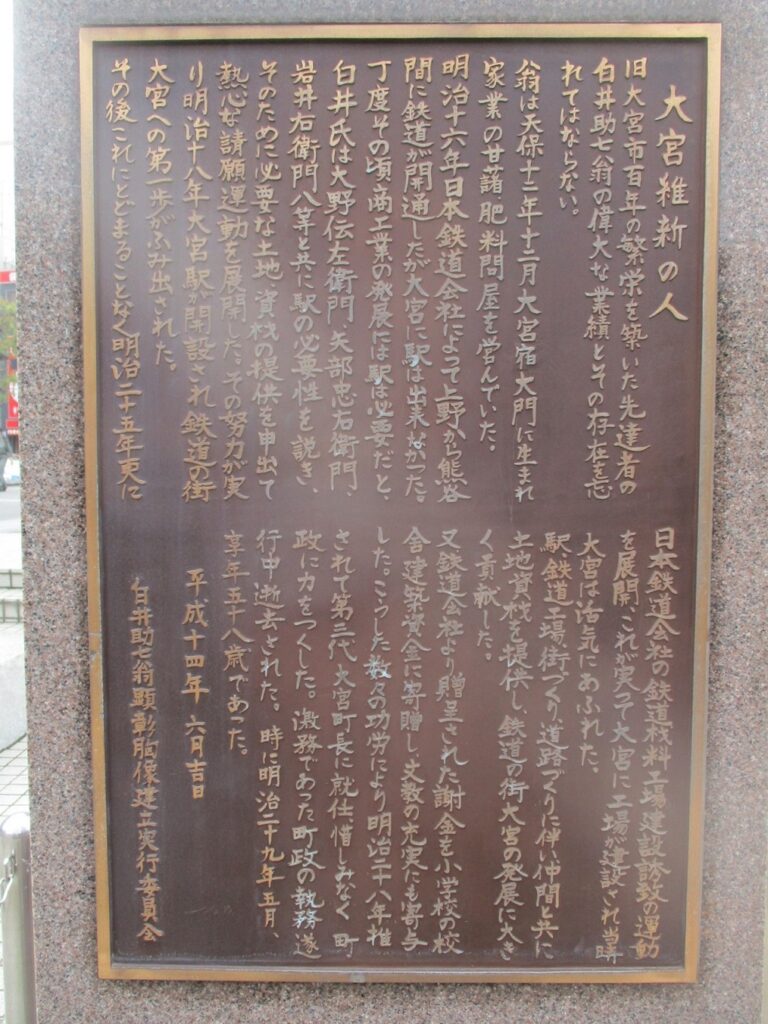 大宮維新の人
旧大宮市百年の繁栄を築いた先達者の
白井助七翁の偉大な業績とその存在を忘
れてはならない。
翁は天保十二年十二月大宮宿大門に生まれ
家業の甘藷、肥料問屋を営んでいた。
明治十六年日本鉄道会社によって上野から熊谷
間に鉄道が開通したが大宮に駅は出来なかった。
丁度その頃、商工業の発展には駅は必要だと、
白井氏は大野伝左衛門、矢部忠右衛門、
岩井右衛門八等と共に駅の必要性を説き、
そのために必要な土地、資材の提供を申出て
熱心な請願運動を展開した。その努力が実
り明治十八年大宮駅が開設され鉄道の街
大宮への第一歩がふみ出された。
その後これにとどまることなく明治二十五年更に
日本鉄道会社の鉄道材料工場建設誘致の運動
を展開、これが実って大宮に工場が建設され当時
大宮は活気にあふれた。
駅、鉄道工場、街づくり、道路づくりに伴い仲間と共に
土地資材を提供し、鉄道の街大宮の発展に大き
く貢献した。
又鉄道会社より贈呈された謝金を小学校の校
舎建築資金に寄贈し、文教の充実にも寄与
した。こうした数々の功労により明治二十八年推
されて第三代大宮町長に就任惜しみなく町
政に力をつくした。激務であった町政の執務遂
行中逝去された。時に明治二十九年五月、
享年五十八歳であった。
平成十四年六月吉日
白井助七翁顕彰胸像建立実行委員会